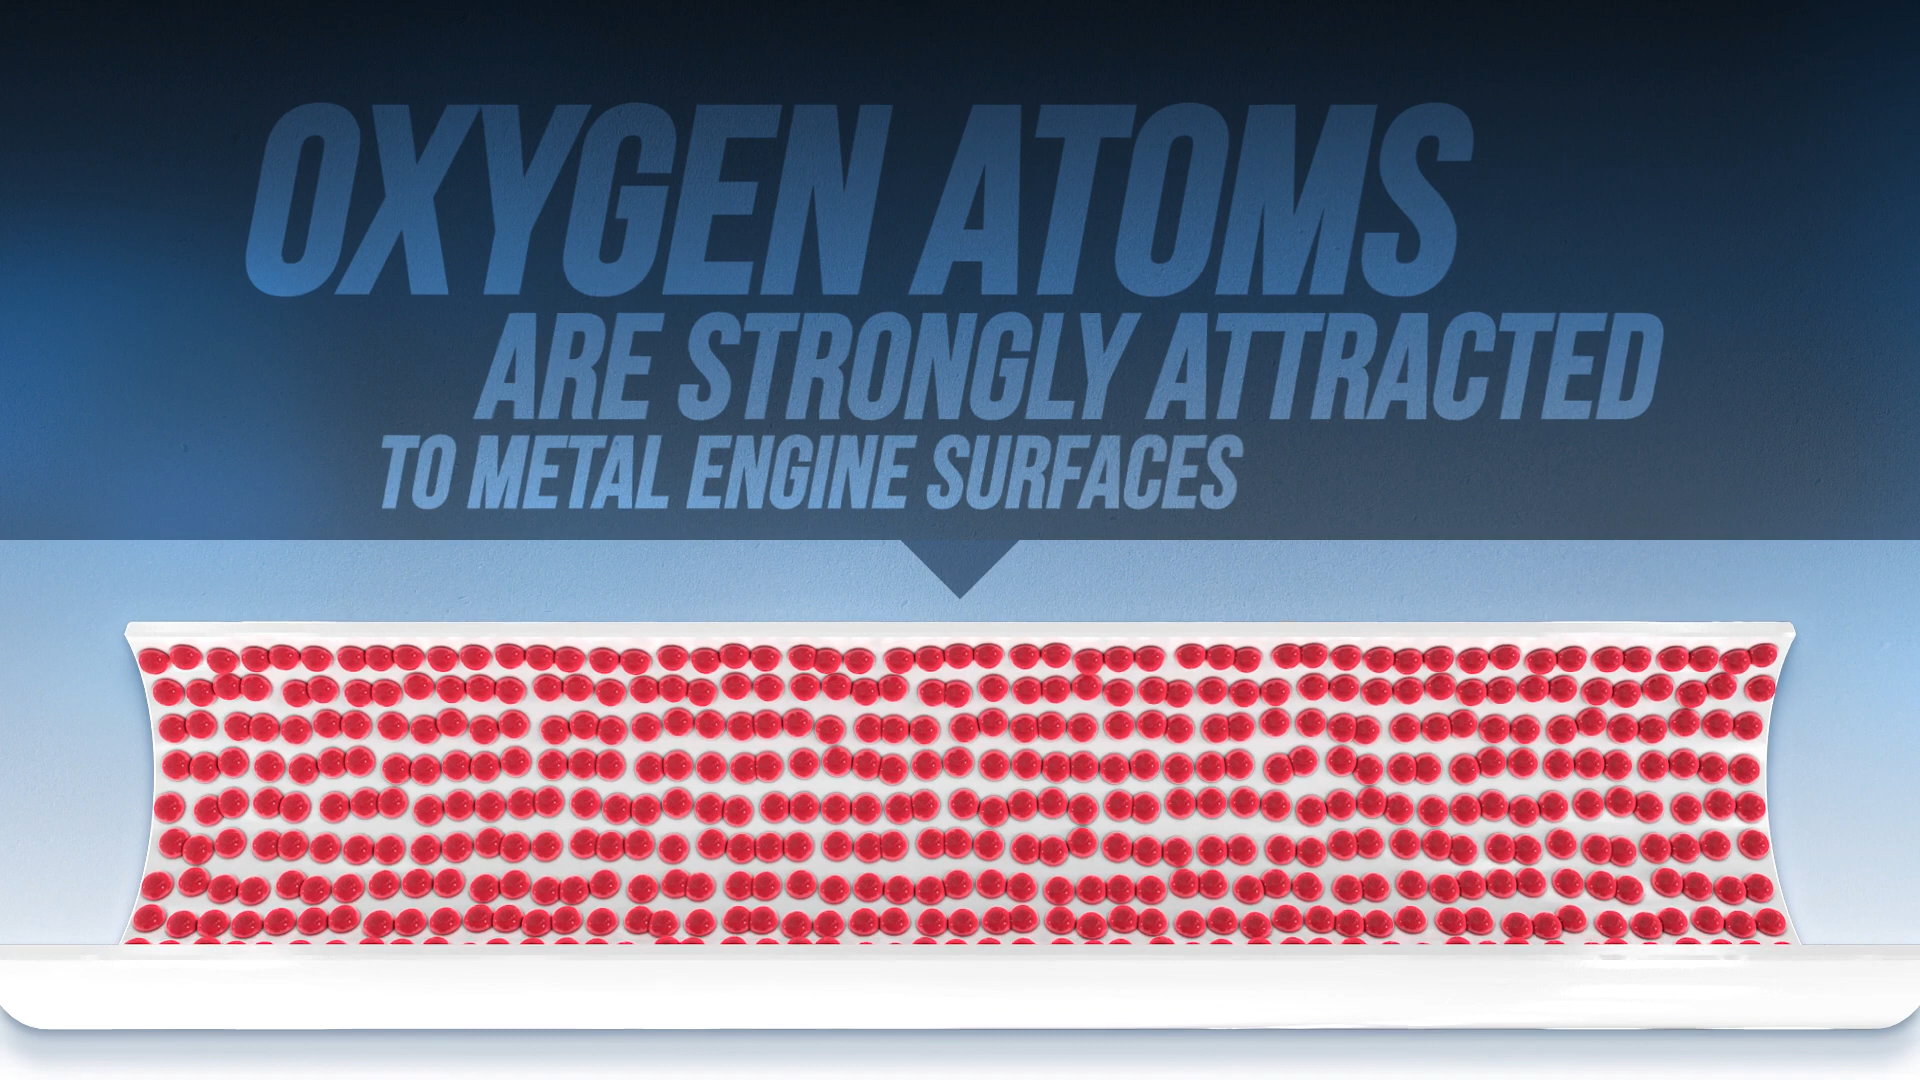 OXYGEN ATOMS
ARE STRONGLY ATTRACTED
TO METAL ENGINE SURFACES